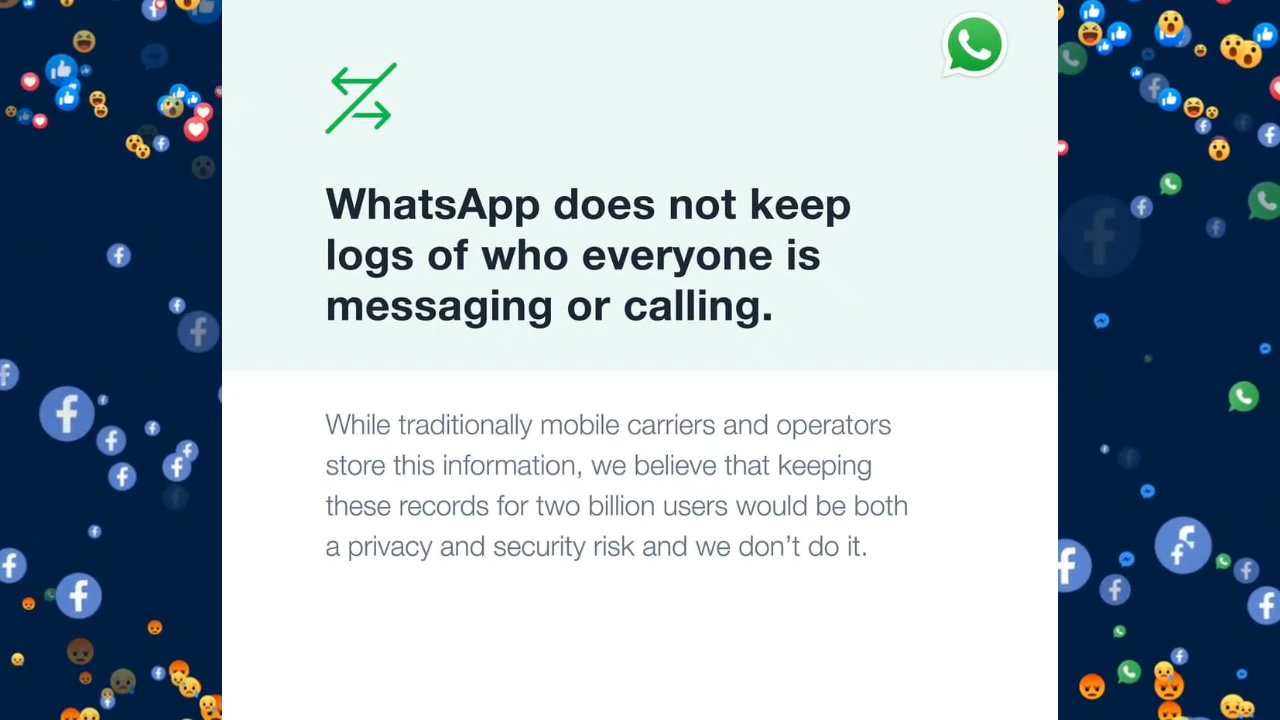 WhatsApp does not keep
logs of who everyone is
messaging or calling.
While traditionally mobile carriers and operators
store this information, we believe that keeping
these records for two billion users would be both
a privacy and security risk and we don’t do it.